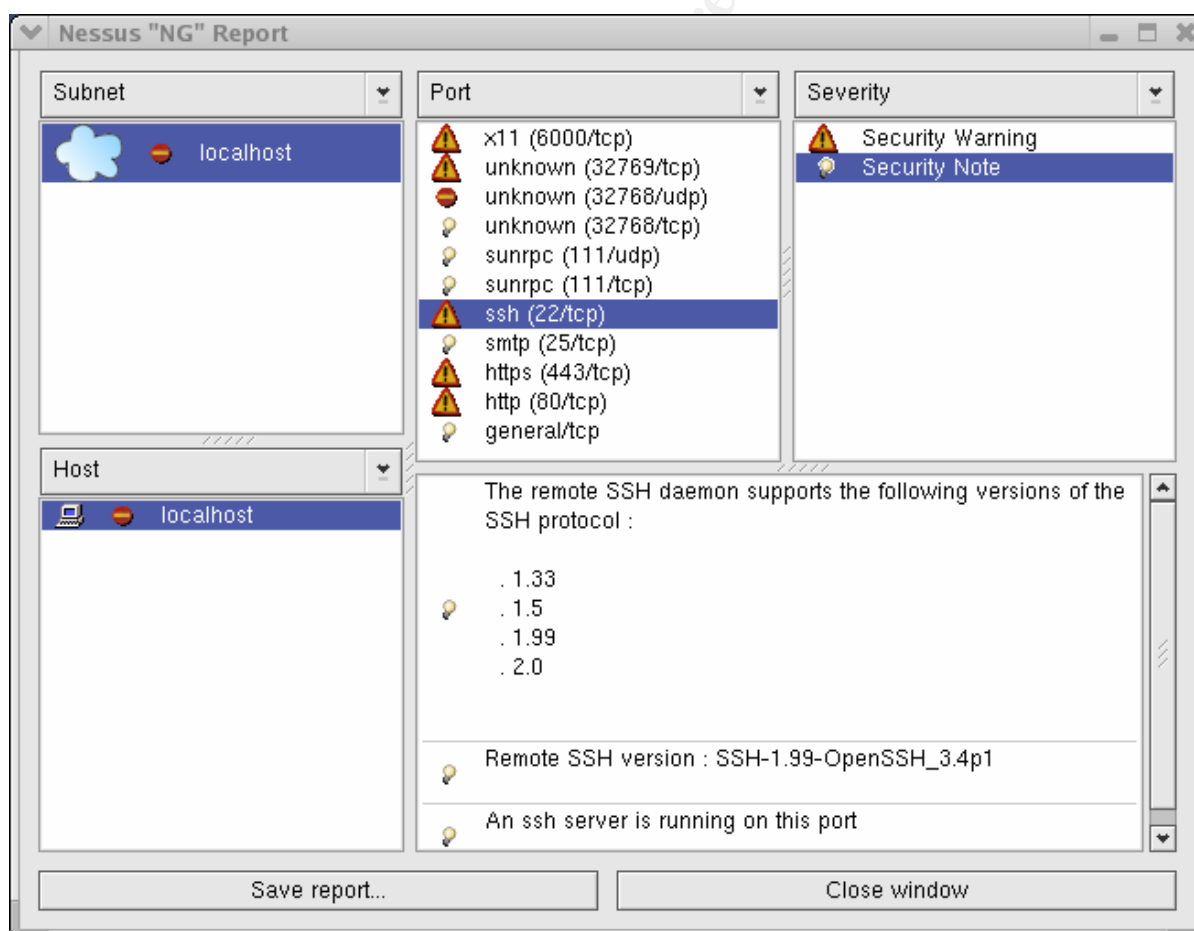 Nessus "NG" Report
Subnet
localhost
Port
x11 (6000/tcp)
unknown (32769/tcp)
unknown (32768/udp)
unknown (32768/tcp)
sunrpc (111/udp)
sunrpc (111/tcp)
ssh (22/tcp)
smtp (25/tcp)
https (443/tcp)
http (80/tcp)
general/tcp
Severity
Security Warning
Security Note
Host
localhost
The remote SSH daemon supports the following versions of the
SSH protocol :
. 1.33
. 1.5
. 1.99
. 2.0
Remote SSH version : SSH-1.99-OpenSSH_3.4p1
An ssh server is running on this port
Save report...
Close window